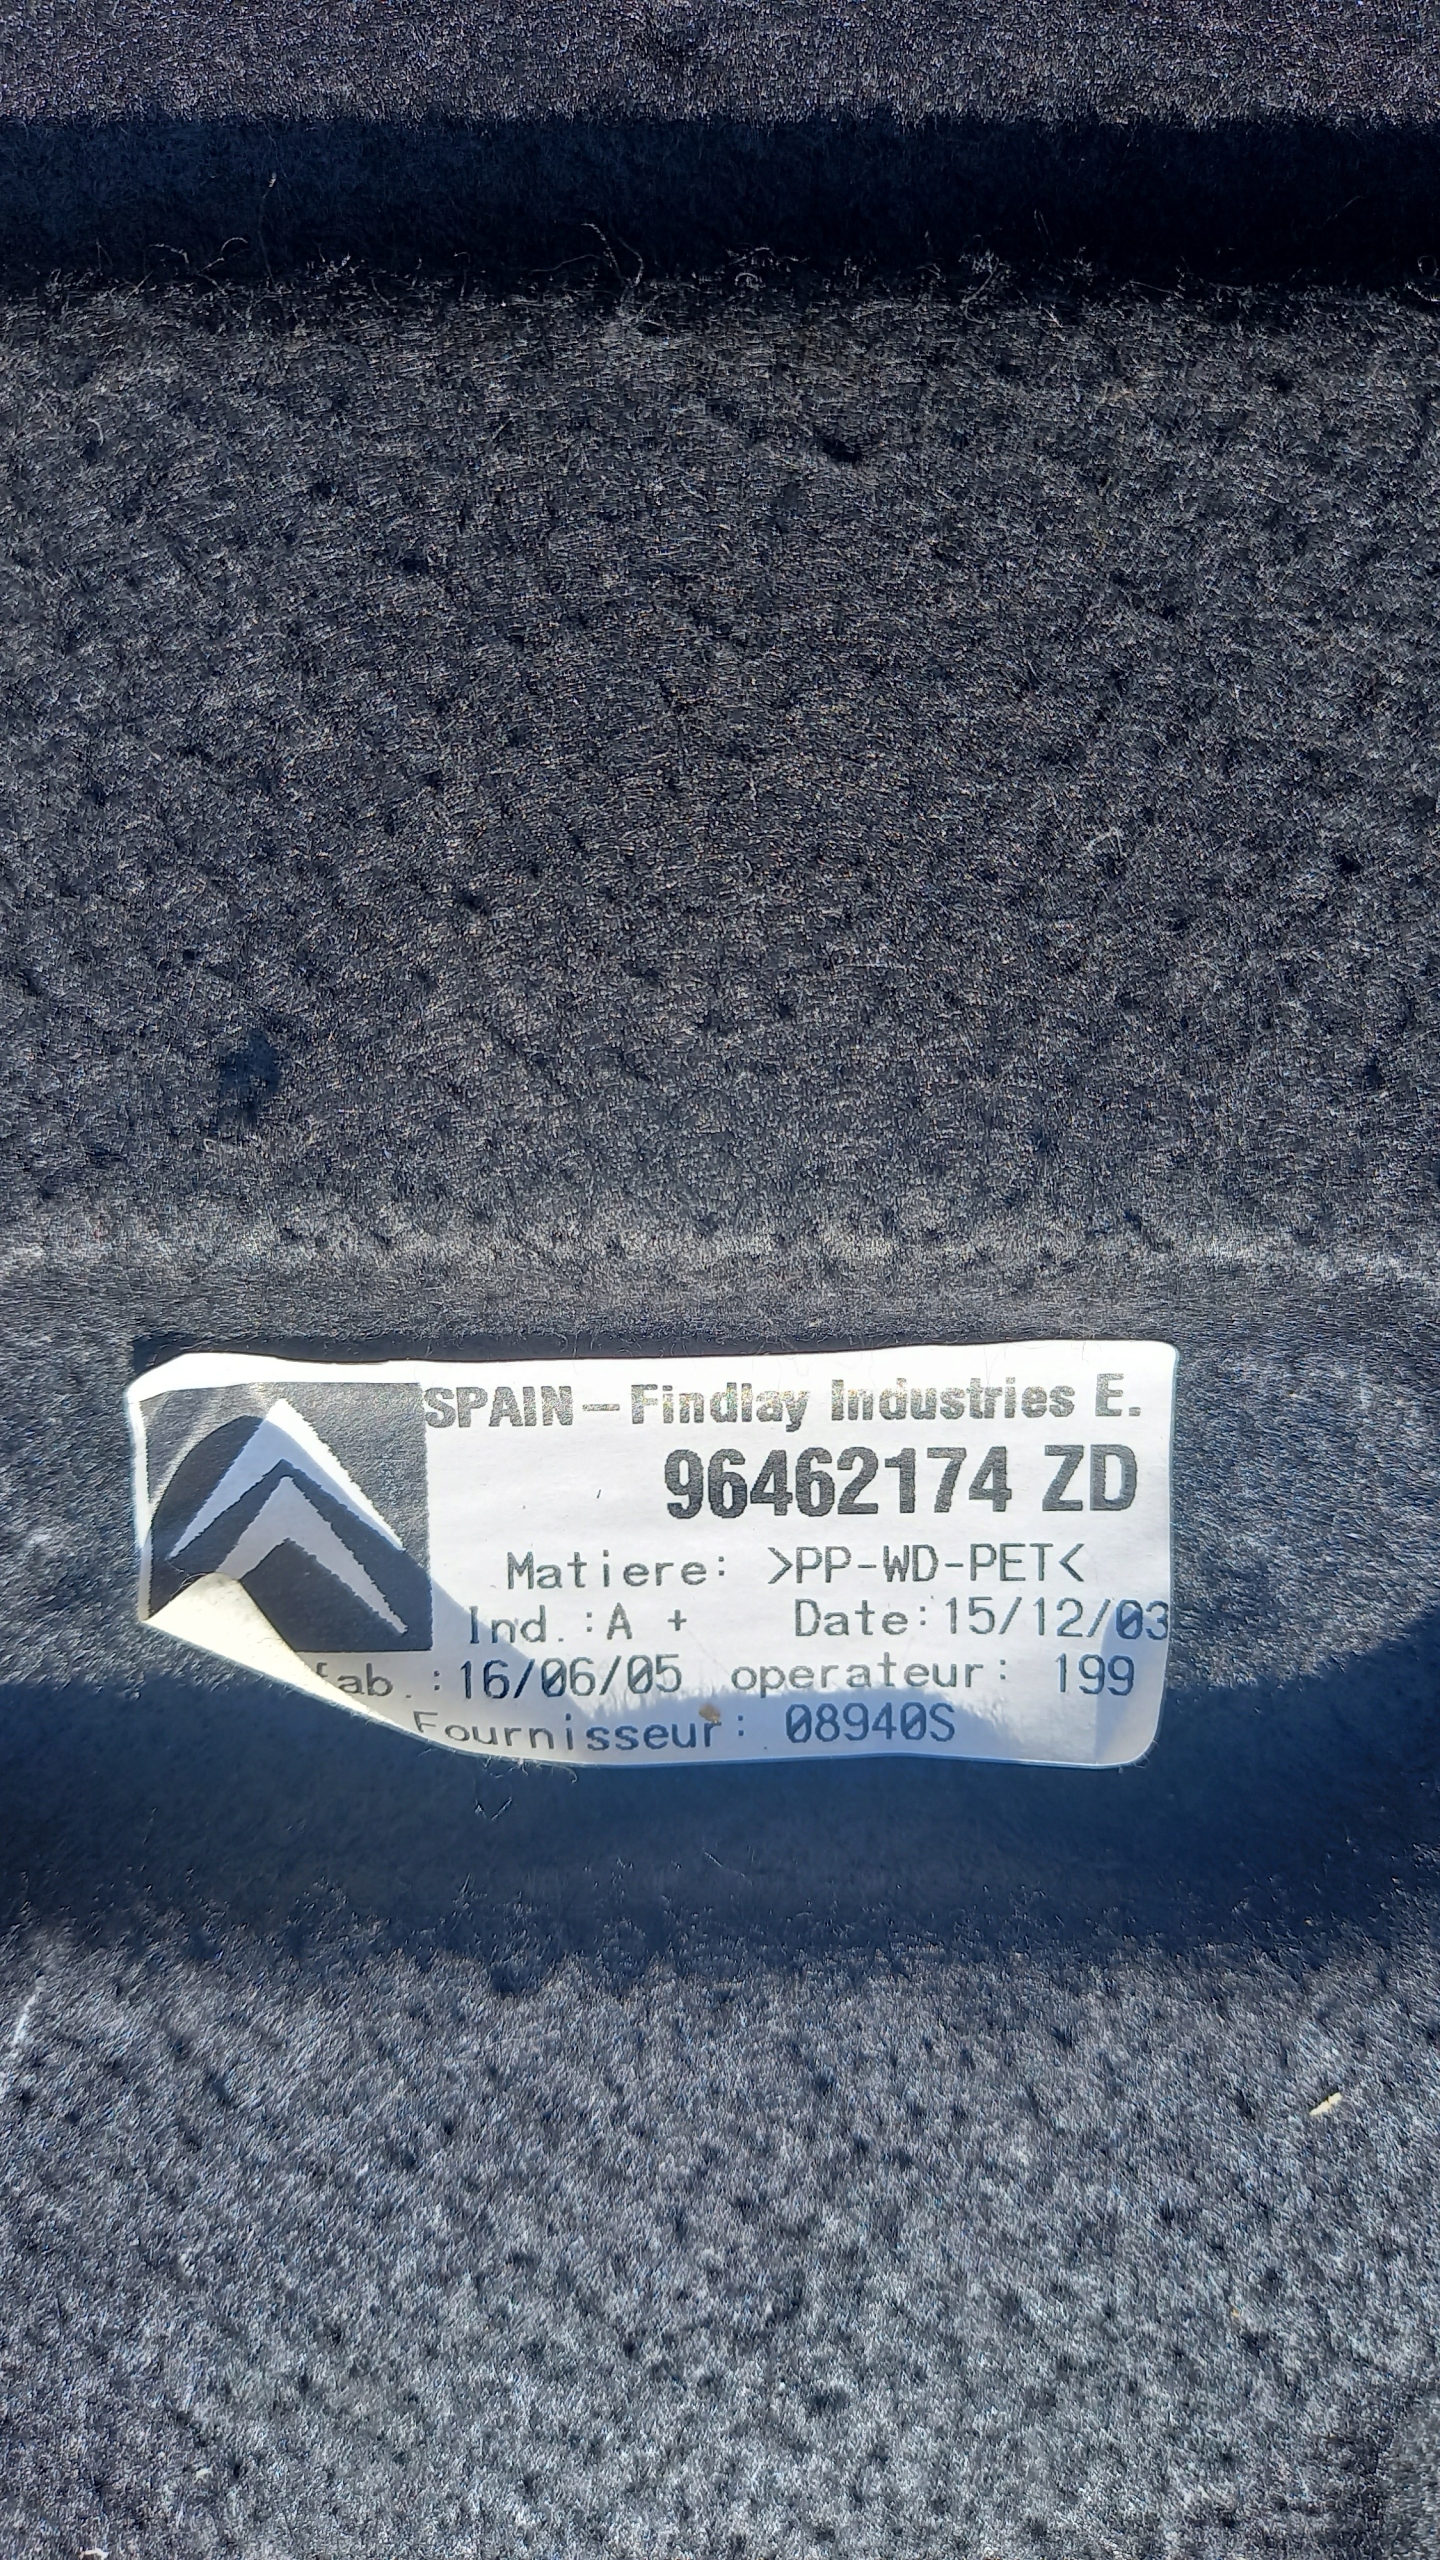 SPAIN-Findlay Industries E.
96462174 ZD
Matiere: >PP-WD-PET<
Ind.:A + Date:15/12/03
fab.:16/06/05 operateur: 199
Fournisseur: 08940S